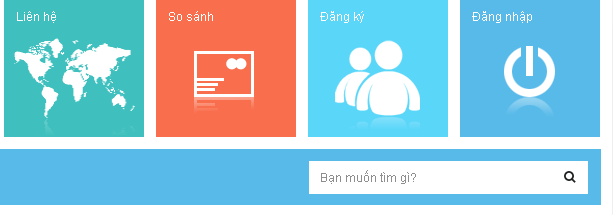 Liên hệ
So sánh
Đăng ký
Đăng nhập
Bạn muốn tìm gì?